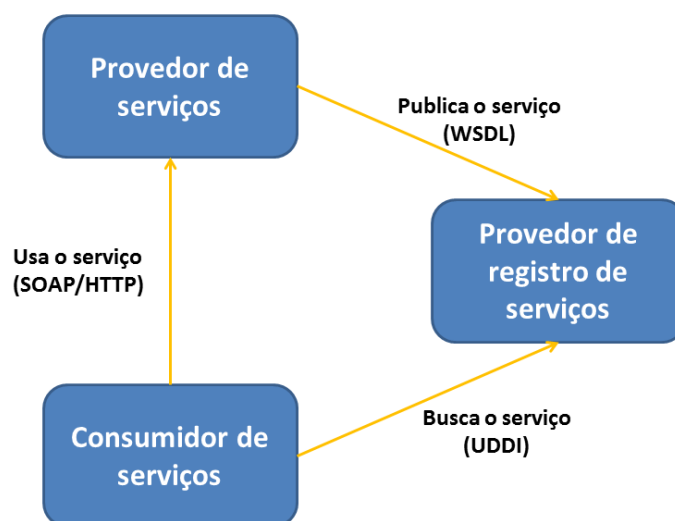 Provedor de
serviços
Publica o serviço
(WSDL)
Provedor de
registro de
serviços
Usa o serviço
(SOAP/HTTP)
Consumidor de
serviços
Busca o serviço
(UDDI)